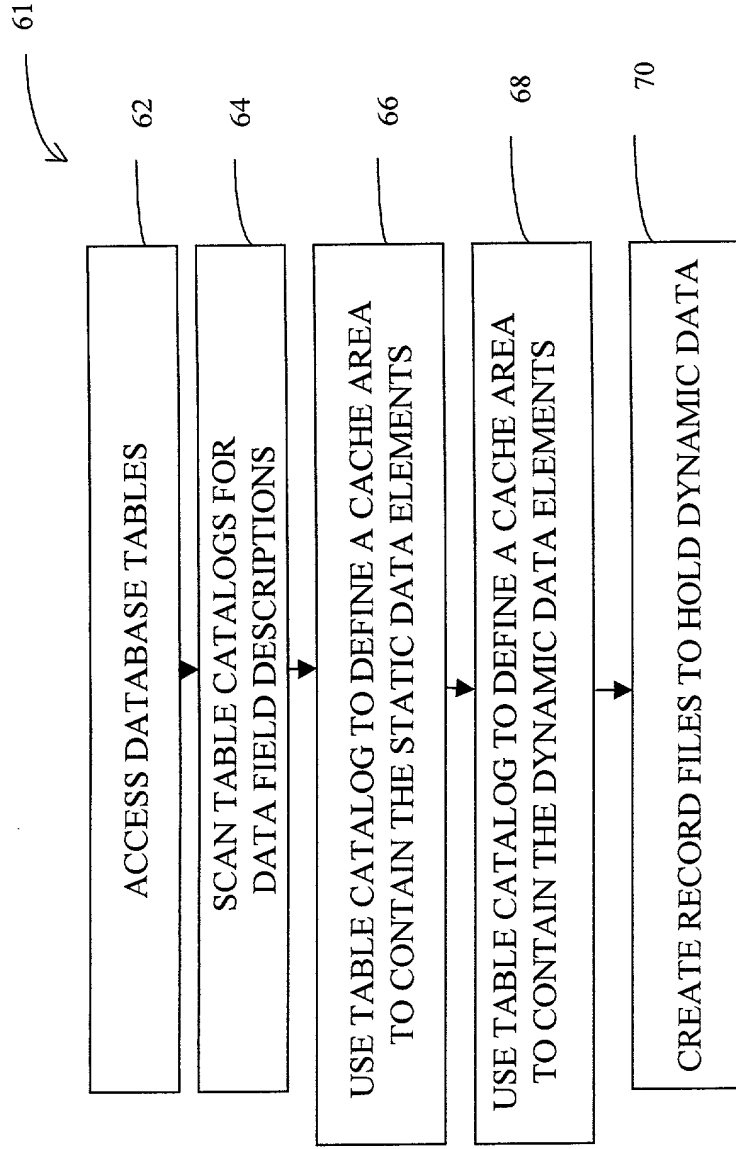 61
ACCESS DATABASE TABLES
62
SCAN TABLE CATALOGS FOR
DATA FIELD DESCRIPTIONS
64
USE TABLE CATALOG TO DEFINE A CACHE AREA
TO CONTAIN THE STATIC DATA ELEMENTS
66
USE TABLE CATALOG TO DEFINE A CACHE AREA
TO CONTAIN THE DYNAMIC DATA ELEMENTS
68
CREATE RECORD FILES TO HOLD DYNAMIC DATA
70